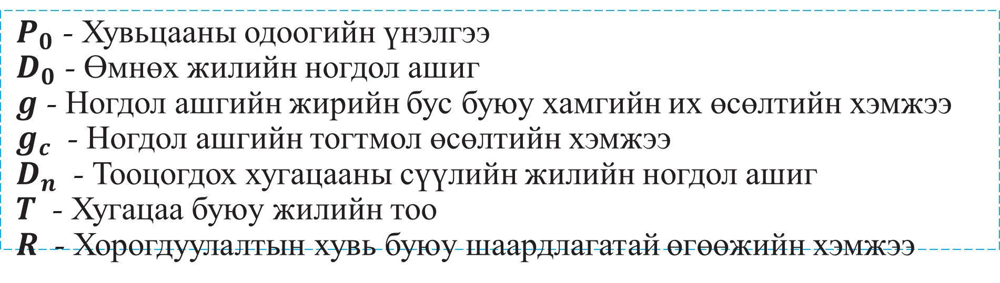 P₀ - Хувьцааны одоогийн үнэлгээ
D₀ - Өмнөх жилийн ногдол ашиг
g - Ногдол ашгийн жирийн бус буюу хамгийн их өсөлтийн хэмжээ
g_c - Ногдол ашгийн тогтмол өсөлтийн хэмжээ
Dₙ - Тооцогдох хугацааны сүүлийн жилийн ногдол ашиг
T - Хугацаа буюу жилийн тоо
R - Хорогдуулалтын хувь буюу шаардлагатай өгөөжийн хэмжээ